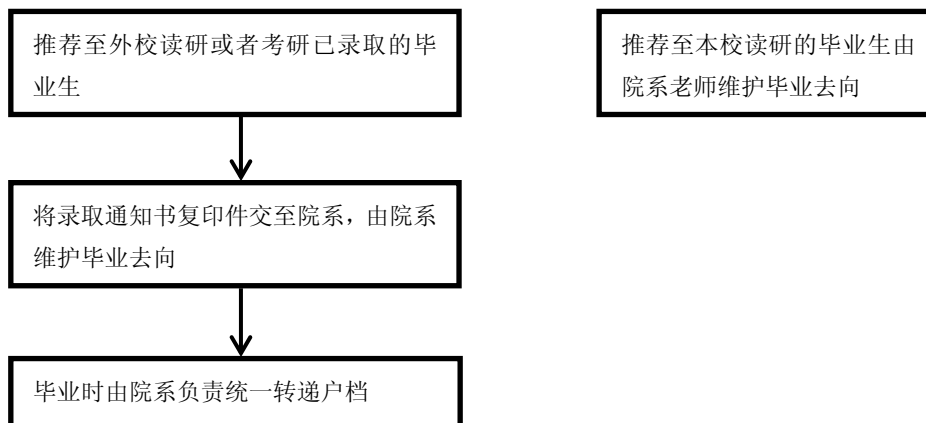 推荐至外校读研或者考研已录取的毕
业生
推荐至本校读研的毕业生由
院系老师维护毕业去向
将录取通知书复印件交至院系，由院系
维护毕业去向
毕业时由院系负责统一转递户档